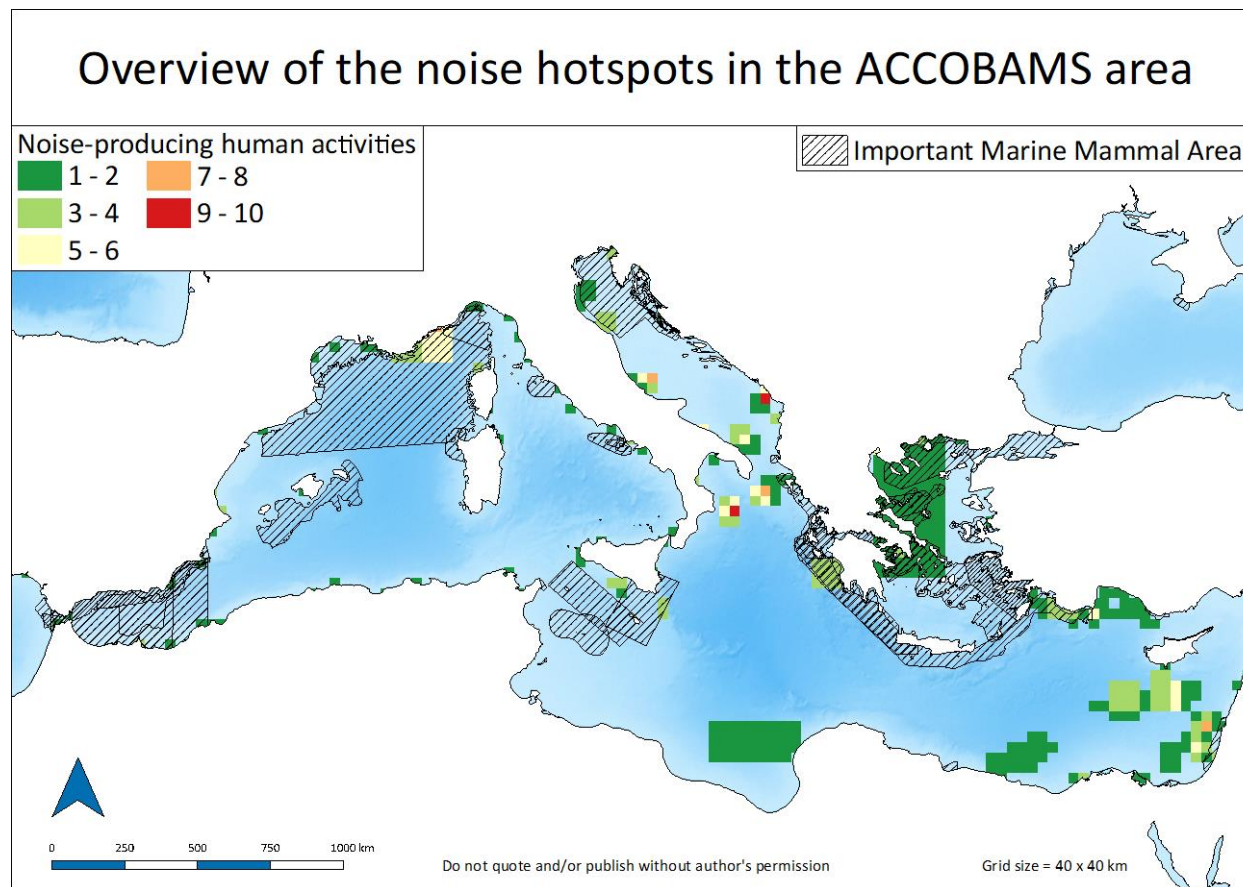 Overview of the noise hotspots in the ACCOBAMS area
Noise-producing human activities
1 - 2
7 - 8
3 - 4
9 - 10
5 - 6
Important Marine Mammal Area
0 250 500 750 1000 km
Do not quote and/or publish without author's permission
Grid size = 40 x 40 km